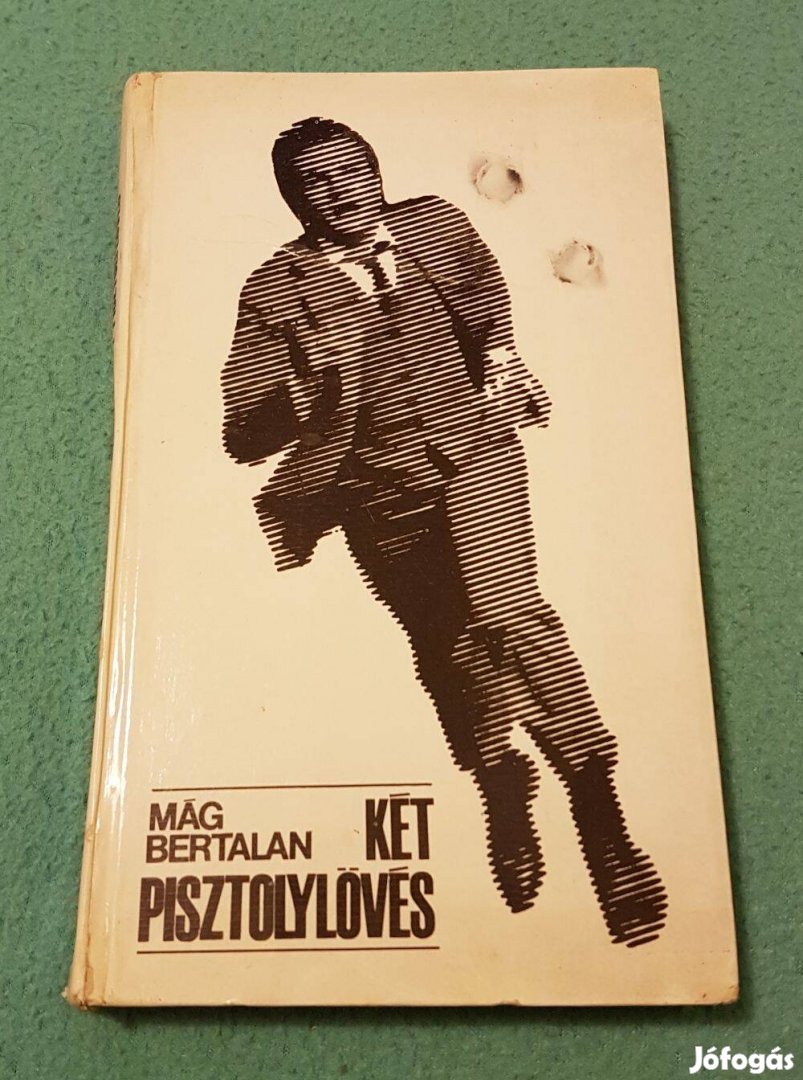 MÁG
BERTALAN
KÉT
PISZTOLYLÖVÉS
Jófogás